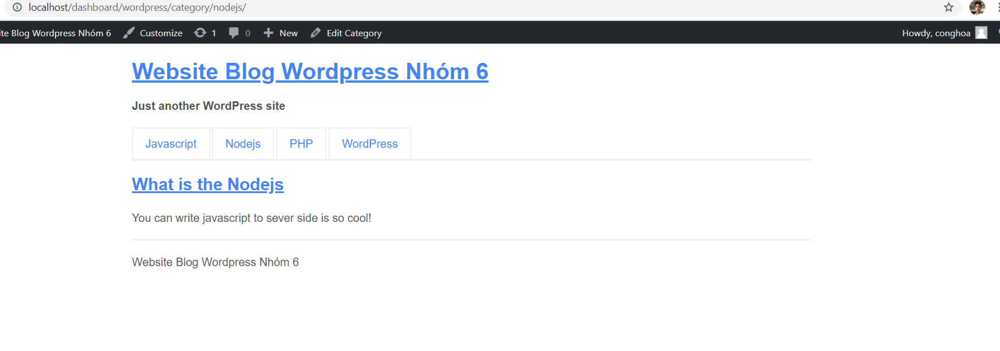 localhost/dashboard/wordpress/category/nodejs/
te Blog Wordpress Nhóm 6 Customize 1 0 New Edit Category Howdy, conghoa
Website Blog Wordpress Nhóm 6
Just another WordPress site
Javascript Nodejs PHP WordPress
What is the Nodejs
You can write javascript to sever side is so cool!
Website Blog Wordpress Nhóm 6